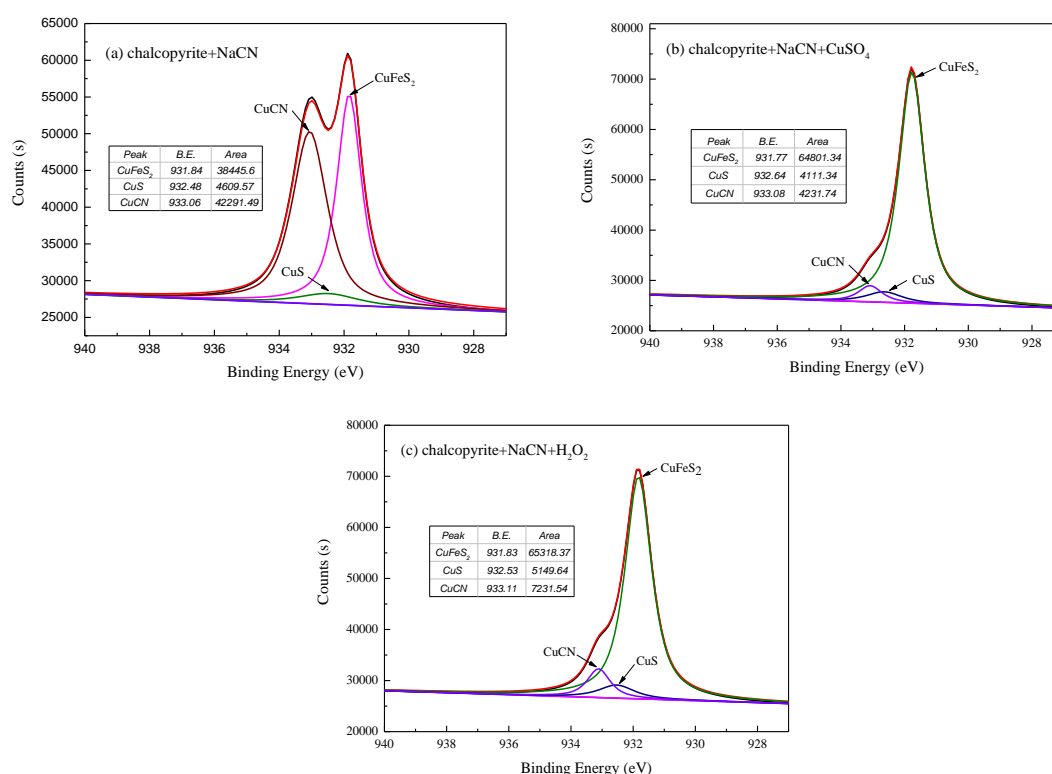 (a) chalcopyrite+NaCN
65000
60000
55000
50000
45000
40000
35000
30000
25000
Counts (s)
CuFeS₂
CuCN
CuS
Peak B.E. Area
CuFeS₂ 931.84 38445.6
CuS 932.48 4609.57
CuCN 933.06 42291.49
940 938 936 934 932 930 928
Binding Energy (eV)
(b) chalcopyrite+NaCN+CuSO₄
80000
70000
60000
50000
40000
30000
20000
Counts (s)
CuFeS₂
CuCN
CuS
Peak B.E. Area
CuFeS₂ 931.77 64801.34
CuS 932.64 4111.34
CuCN 933.08 4231.74
940 938 936 934 932 930 928
Binding Energy (eV)
(c) chalcopyrite+NaCN+H₂O₂
80000
70000
60000
50000
40000
30000
20000
Counts (s)
CuFeS2
CuCN
CuS
Peak B.E. Area
CuFeS₂ 931.83 65318.37
CuS 932.53 5149.64
CuCN 933.11 7231.54
940 938 936 934 932 930 928
Binding Energy (eV)